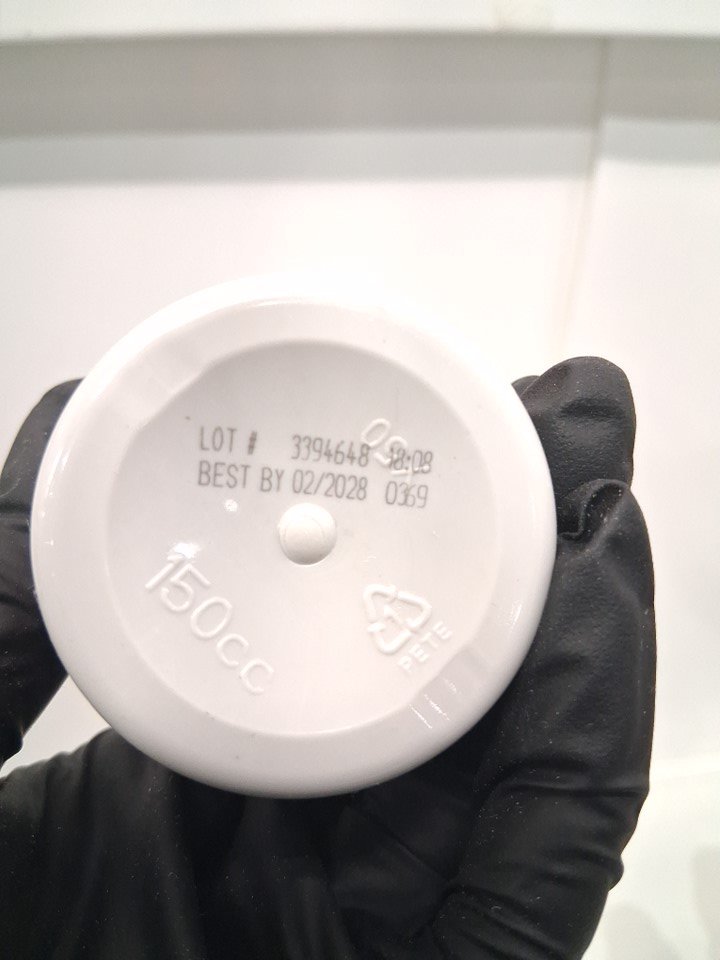 LOT # 3394648 18:08
BEST BY 02/2028 0369
150cc
PETE